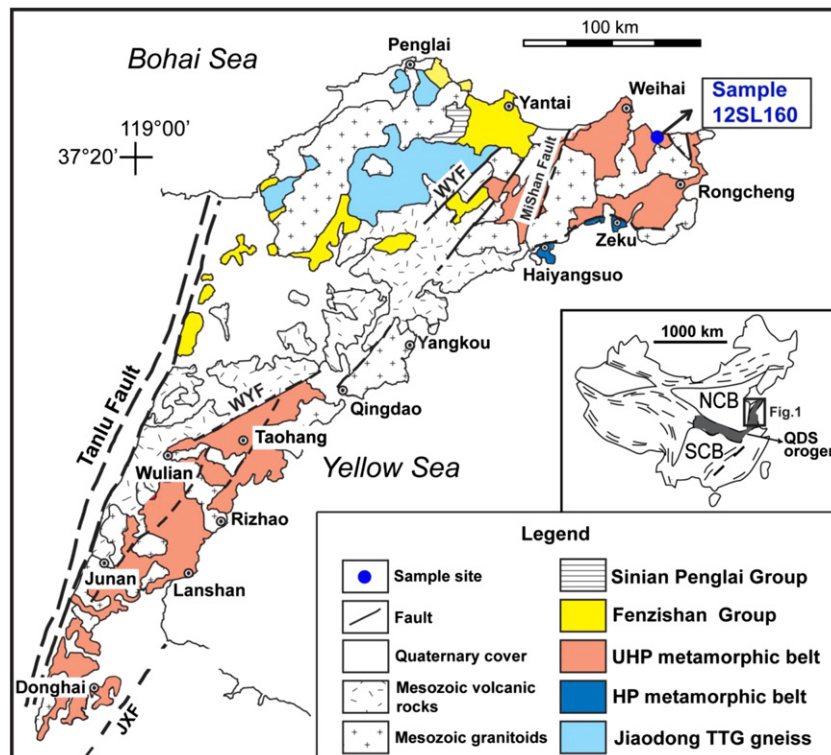 100 km
Bohai Sea
Penglai
Weihai
Sample
12SL160
Yantai
119°00'
37°20'
WYF
MiShan Fault
Rongcheng
Zeku
Haiyangsuo
Tanlu Fault
Yangkou
WYF
Qingdao
Taohang
Wulian
Yellow Sea
Rizhao
Junan
Lanshan
Donghai
JXF
1000 km
NCB
Fig.1
QDS
orogen
SCB
Legend
Sample site
Fault
Quaternary cover
Mesozoic volcanic
rocks
Mesozoic granitoids
Sinian Penglai Group
Fenzishan Group
UHP metamorphic belt
HP metamorphic belt
Jiaodong TTG gneiss